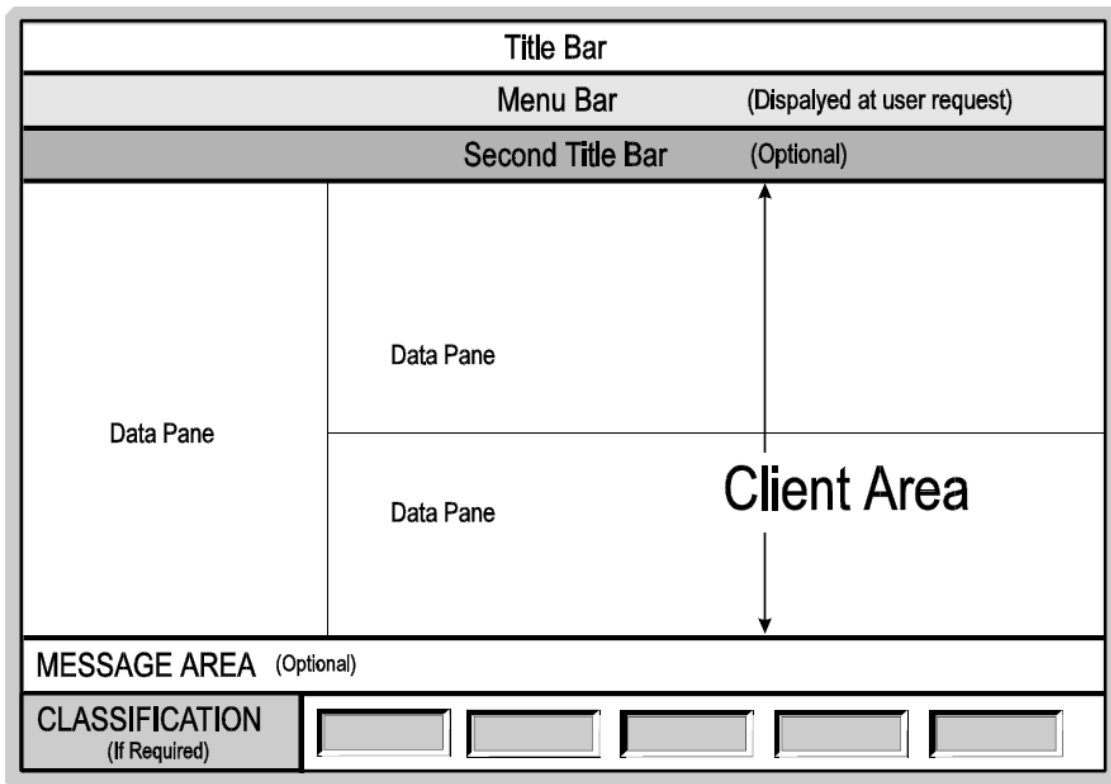 Title Bar
Menu Bar (Dispalyed at user request)
Second Title Bar (Optional)
Data Pane
Data Pane
Data Pane
Client Area
MESSAGE AREA (Optional)
CLASSIFICATION
(If Required)